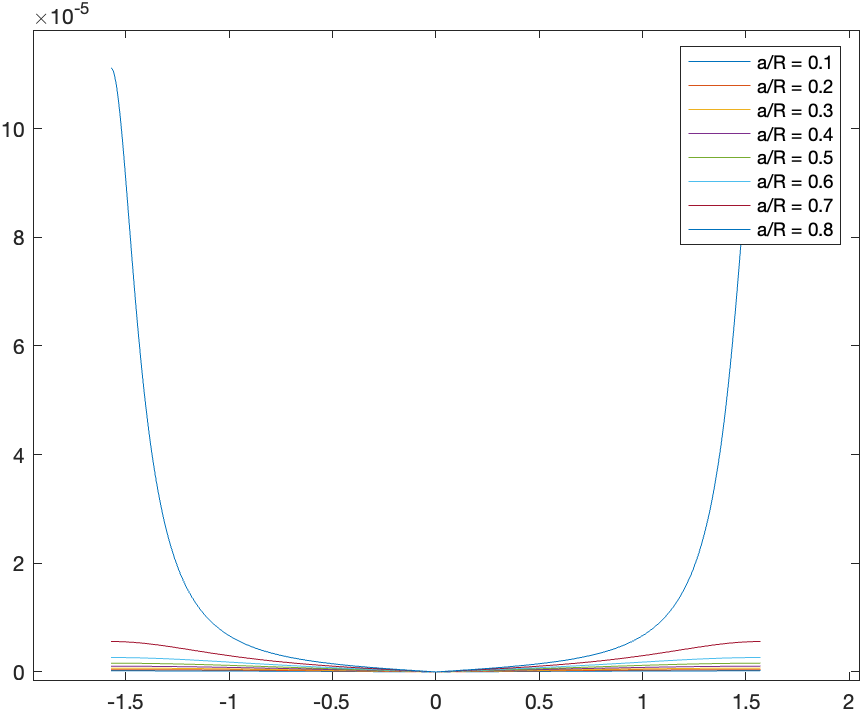 ×10-5
a/R = 0.1
a/R = 0.2
a/R = 0.3
a/R = 0.4
a/R = 0.5
a/R = 0.6
a/R = 0.7
a/R = 0.8
10
8
6
4
2
0
-1.5 -1 -0.5 0 0.5 1 1.5 2